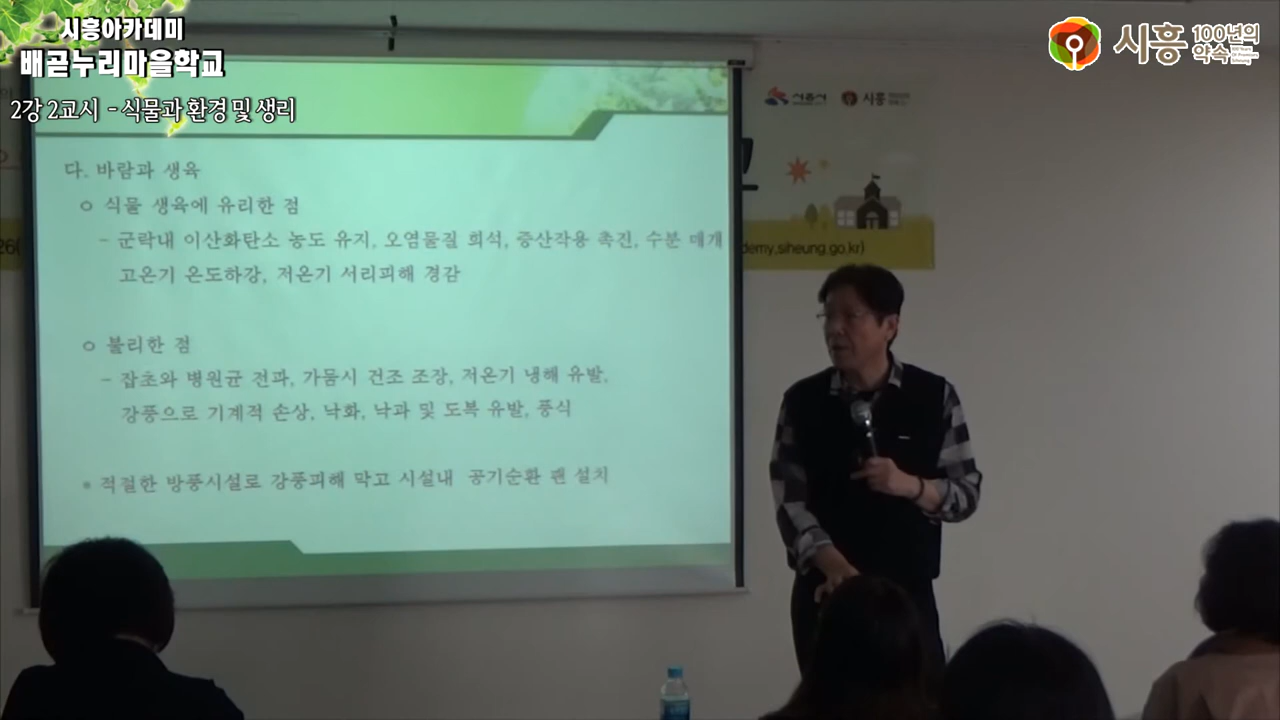 시흥아카데미
배곧누리마을학교
2강 2교시 - 식물과 환경 및 생리
시흥 100년의
약속
시흥시 시흥
다. 바람과 생육
식물 생육에 유리한 점
- 군락내 이산화탄소 농도 유지, 오염물질 희석, 증산작용 촉진, 수분 매개
고온기 온도하강, 저온기 서리피해 경감
불리한 점
- 잡초와 병원균 전파, 가뭄시 건조 조장, 저온기 냉해 유발,
강풍으로 기계적 손상, 낙화, 낙과 및 도복 유발, 풍식
* 적절한 방풍시설로 강풍피해 막고 시설내 공기순환 팬 설치
demy.siheung.go.kr)